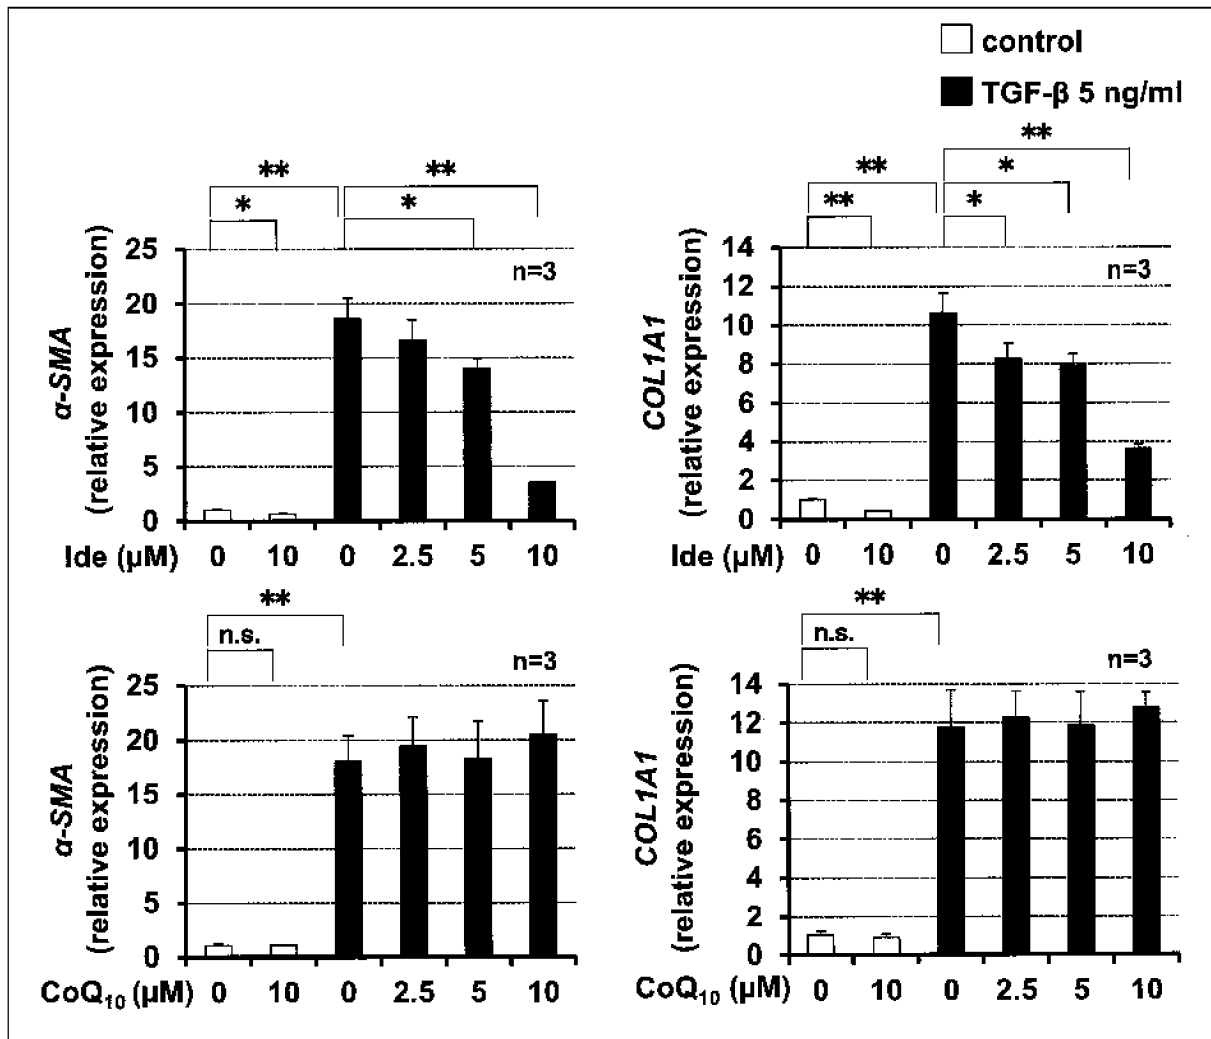 control
TGF-β 5 ng/ml
** **
* *
α-SMA
(relative expression)
25
20
15
10
5
0
n=3
Ide (μM) 0 10 0 2.5 5 10
**
** *
** *
COL1A1
(relative expression)
14
12
10
8
6
4
2
0
n=3
Ide (μM) 0 10 0 2.5 5 10
**
n.s.
α-SMA
(relative expression)
25
20
15
10
5
0
n=3
CoQ10 (μM) 0 10 0 2.5 5 10
**
n.s.
COL1A1
(relative expression)
14
12
10
8
6
4
2
0
n=3
CoQ10 (μM) 0 10 0 2.5 5 10